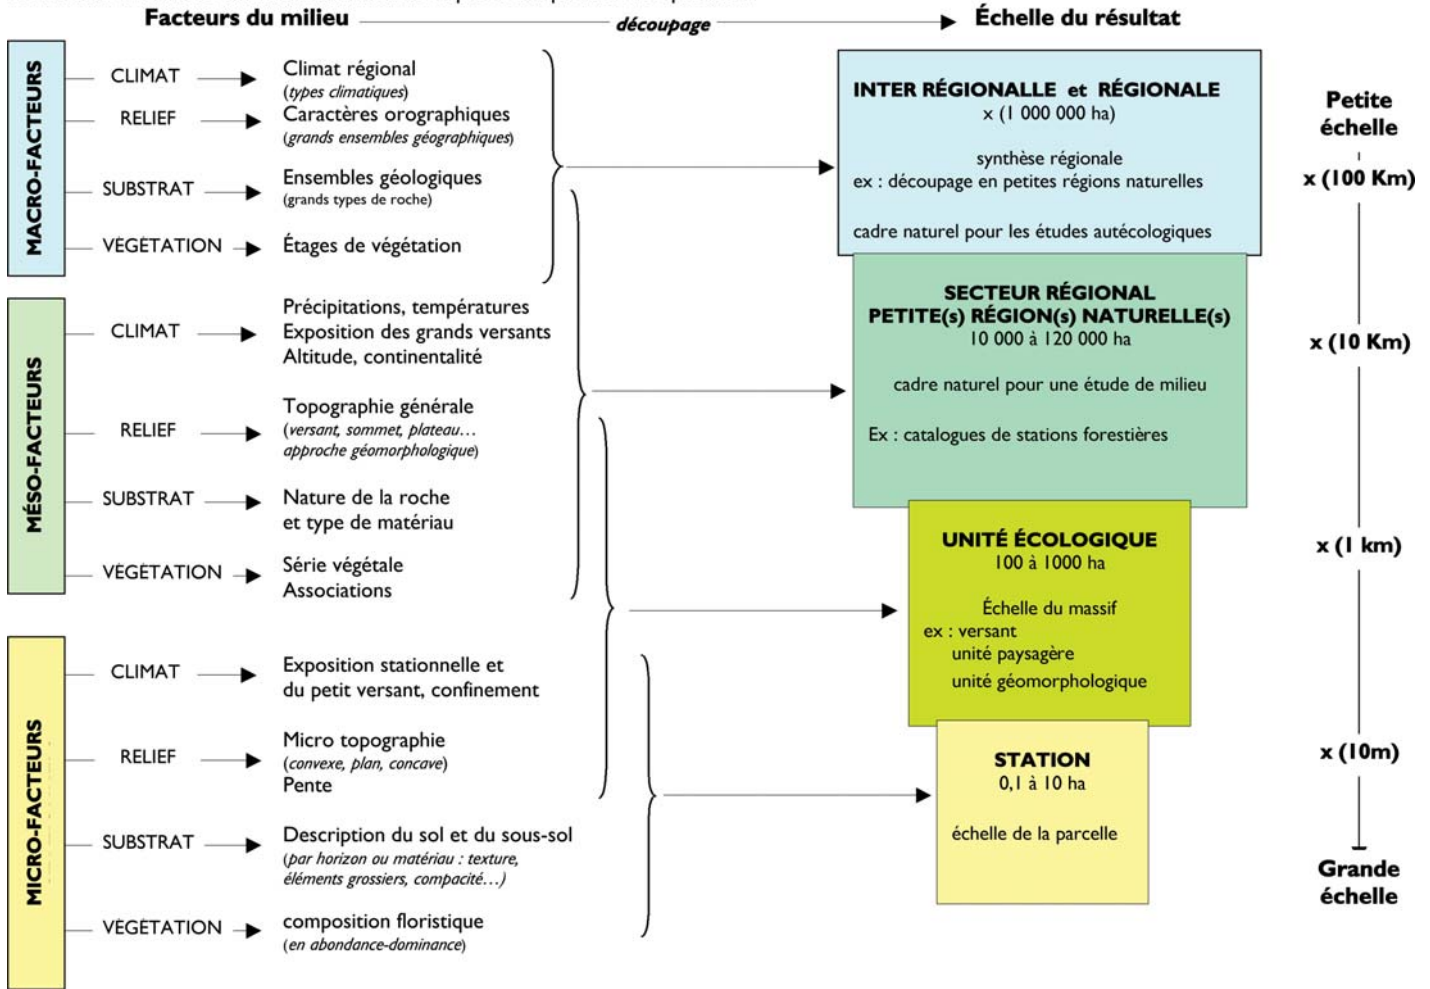 Facteurs du milieu
découpage
Échelle du résultat
MACRO-FACTEURS
CLIMAT
Climat régional
(types climatiques)
RELIEF
Caractères orographiques
(grands ensembles géographiques)
SUBSTRAT
Ensembles géologiques
(grands types de roche)
VÉGÉTATION
Étages de végétation
MÉSO-FACTEURS
CLIMAT
Précipitations, températures
Exposition des grands versants
Altitude, continentalité
RELIEF
Topographie générale
(versant, sommet, plateau…
approche géomorphologique)
SUBSTRAT
Nature de la roche
et type de matériau
VÉGÉTATION
Série végétale
Associations
MICRO-FACTEURS
CLIMAT
Exposition stationnelle et
du petit versant, confinement
RELIEF
Micro topographie
(convexe, plan, concave)
Pente
SUBSTRAT
Description du sol et du sous-sol
(par horizon ou matériau : texture,
éléments grossiers, compacité…)
VÉGÉTATION
composition floristique
(en abondance-dominance)
INTER RÉGIONALLE et RÉGIONALE
x (1 000 000 ha)
synthèse régionale
ex : découpage en petites régions naturelles
cadre naturel pour les études autécologiques
SECTEUR RÉGIONAL
PETITE(s) RÉGION(s) NATURELLE(s)
10 000 à 120 000 ha
cadre naturel pour une étude de milieu
Ex : catalogues de stations forestières
UNITÉ ÉCOLOGIQUE
100 à 1000 ha
Échelle du massif
ex : versant
unité paysagère
unité géomorphologique
STATION
0,1 à 10 ha
échelle de la parcelle
Petite
échelle
x (100 Km)
x (10 Km)
x (1 km)
x (10m)
Grande
échelle